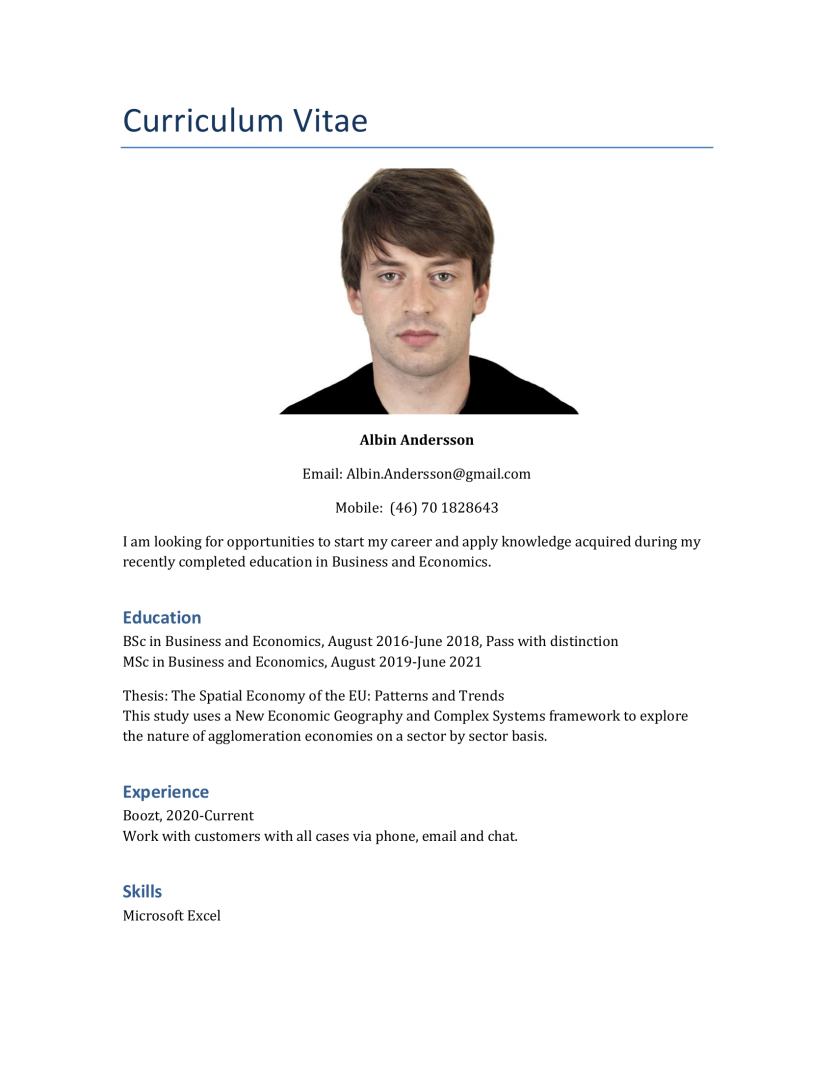 Curriculum Vitae
Albin Andersson
Email: Albin.Andersson@gmail.com
Mobile:  (46) 70 1828643
I am looking for opportunities to start my career and apply knowledge acquired during my
recently completed education in Business and Economics.
Education
BSc in Business and Economics, August 2016-June 2018, Pass with distinction
MSc in Business and Economics, August 2019-June 2021
Thesis: The Spatial Economy of the EU: Patterns and Trends
This study uses a New Economic Geography and Complex Systems framework to explore
the nature of agglomeration economies on a sector by sector basis.
Experience
Boozt, 2020-Current
Work with customers with all cases via phone, email and chat.
Skills
Microsoft Excel